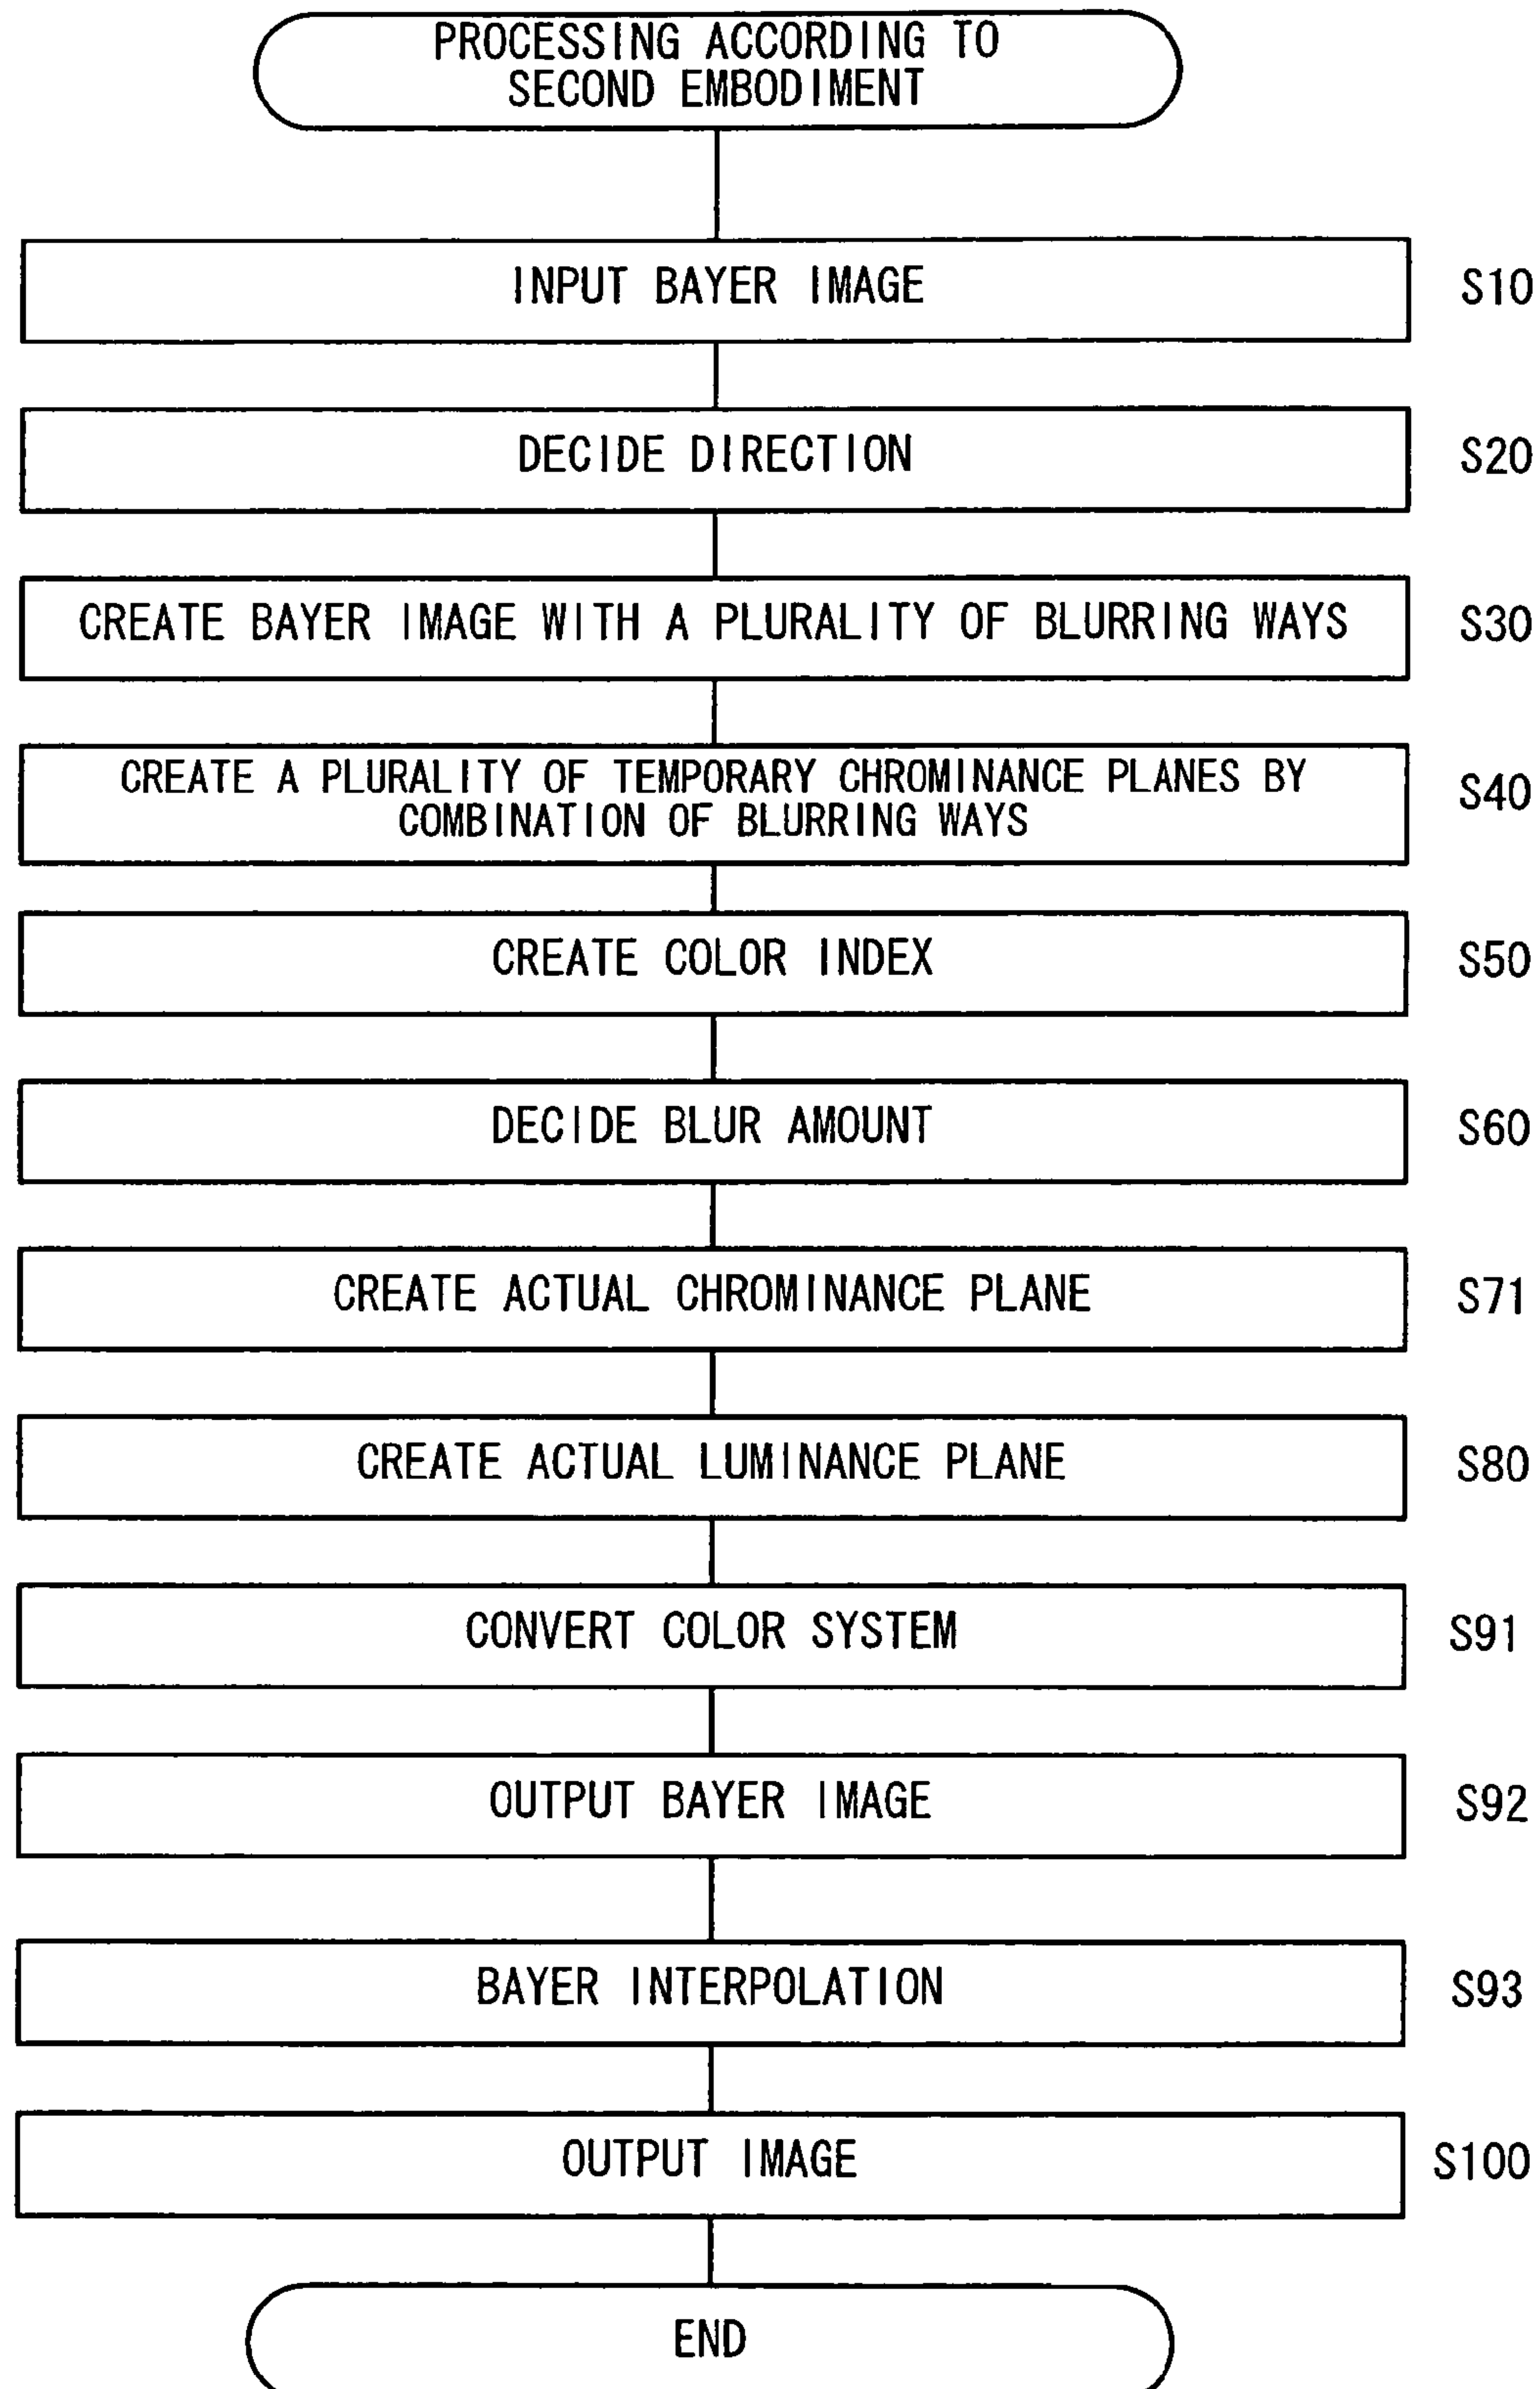 PROCESSING ACCORDING TO
SECOND EMBODIMENT
INPUT BAYER IMAGE S10
DECIDE DIRECTION S20
CREATE BAYER IMAGE WITH A PLURALITY OF BLURRING WAYS S30
CREATE A PLURALITY OF TEMPORARY CHROMINANCE PLANES BY
COMBINATION OF BLURRING WAYS S40
CREATE COLOR INDEX S50
DECIDE BLUR AMOUNT S60
CREATE ACTUAL CHROMINANCE PLANE S71
CREATE ACTUAL LUMINANCE PLANE S80
CONVERT COLOR SYSTEM S91
OUTPUT BAYER IMAGE S92
BAYER INTERPOLATION S93
OUTPUT IMAGE S100
END